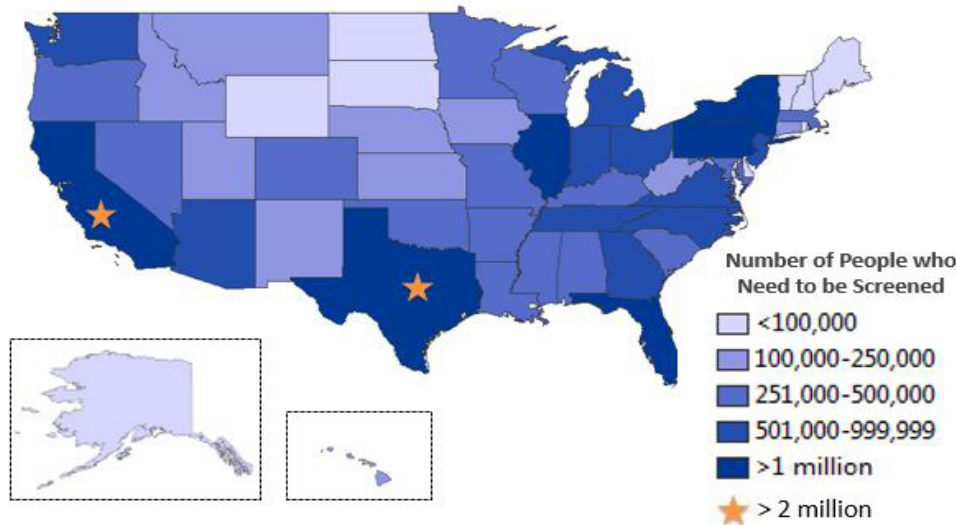 Number of People who
Need to be Screened
<100,000
100,000-250,000
251,000-500,000
501,000-999,999
>1 million
> 2 million